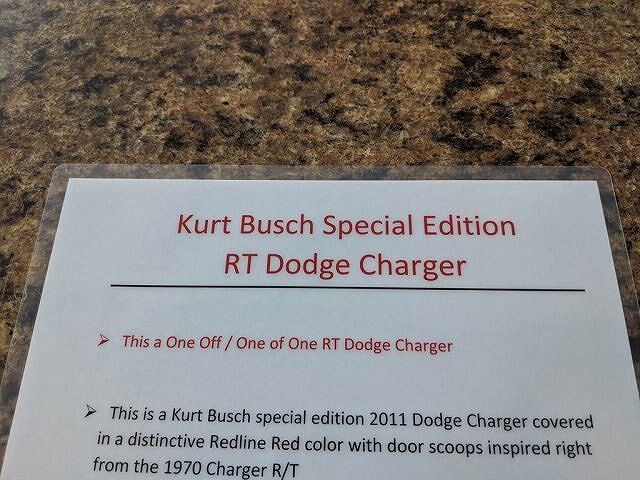 Kurt Busch Special Edition
RT Dodge Charger
➢ This a One Off / One of One RT Dodge Charger
➢ This is a Kurt Busch special edition 2011 Dodge Charger covered
in a distinctive Redline Red color with door scoops inspired right
from the 1970 Charger R/T